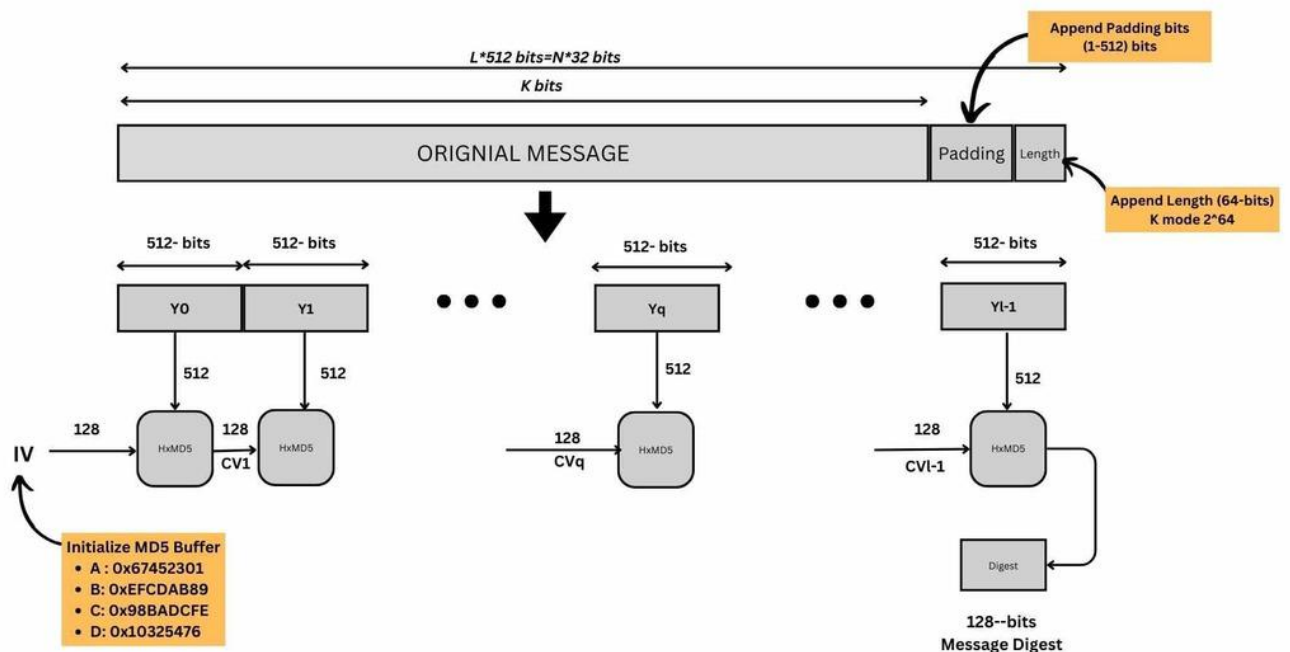 Append Padding bits
(1-512) bits
L*512 bits=N*32 bits
K bits
ORIGNIAL MESSAGE
Padding
Length
Append Length (64-bits)
K mode 2^64
512- bits
512- bits
512- bits
512- bits
Y0
Y1
Yq
Yl-1
512
512
512
512
IV
128
HxMD5
128
CV1
HxMD5
128
CVq
HxMD5
128
CVl-1
HxMD5
Initialize MD5 Buffer
• A : 0x67452301
• B: 0xEFCDAB89
• C: 0x98BADCFE
• D: 0x10325476
Digest
128--bits
Message Digest